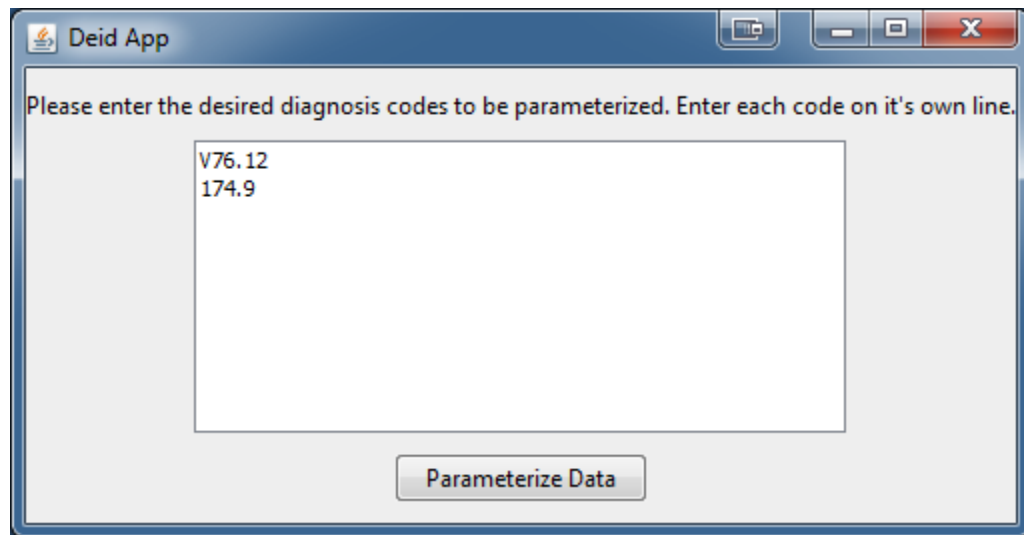 Deid App
Please enter the desired diagnosis codes to be parameterized. Enter each code on it's own line.
V76.12
174.9
Parameterize Data